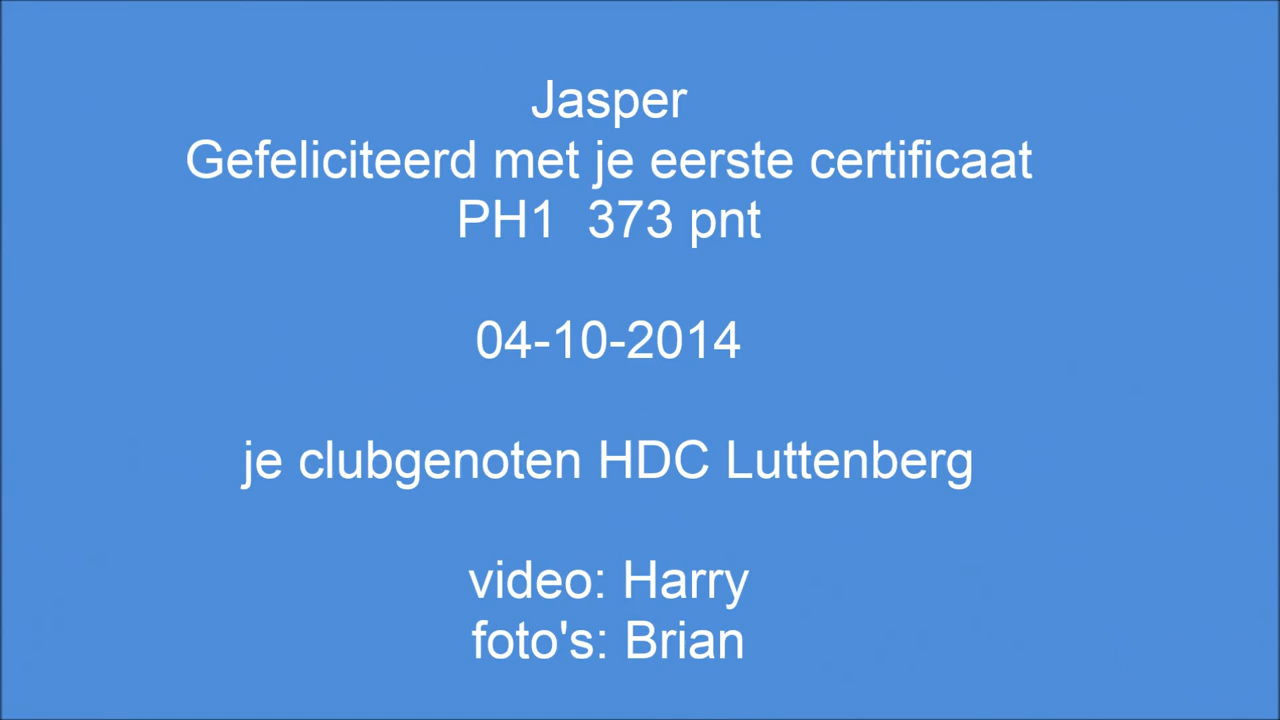 Jasper
Gefeliciteerd met je eerste certificaat
PH1  373 pnt
04-10-2014
je clubgenoten HDC Luttenberg
video: Harry
foto's: Brian